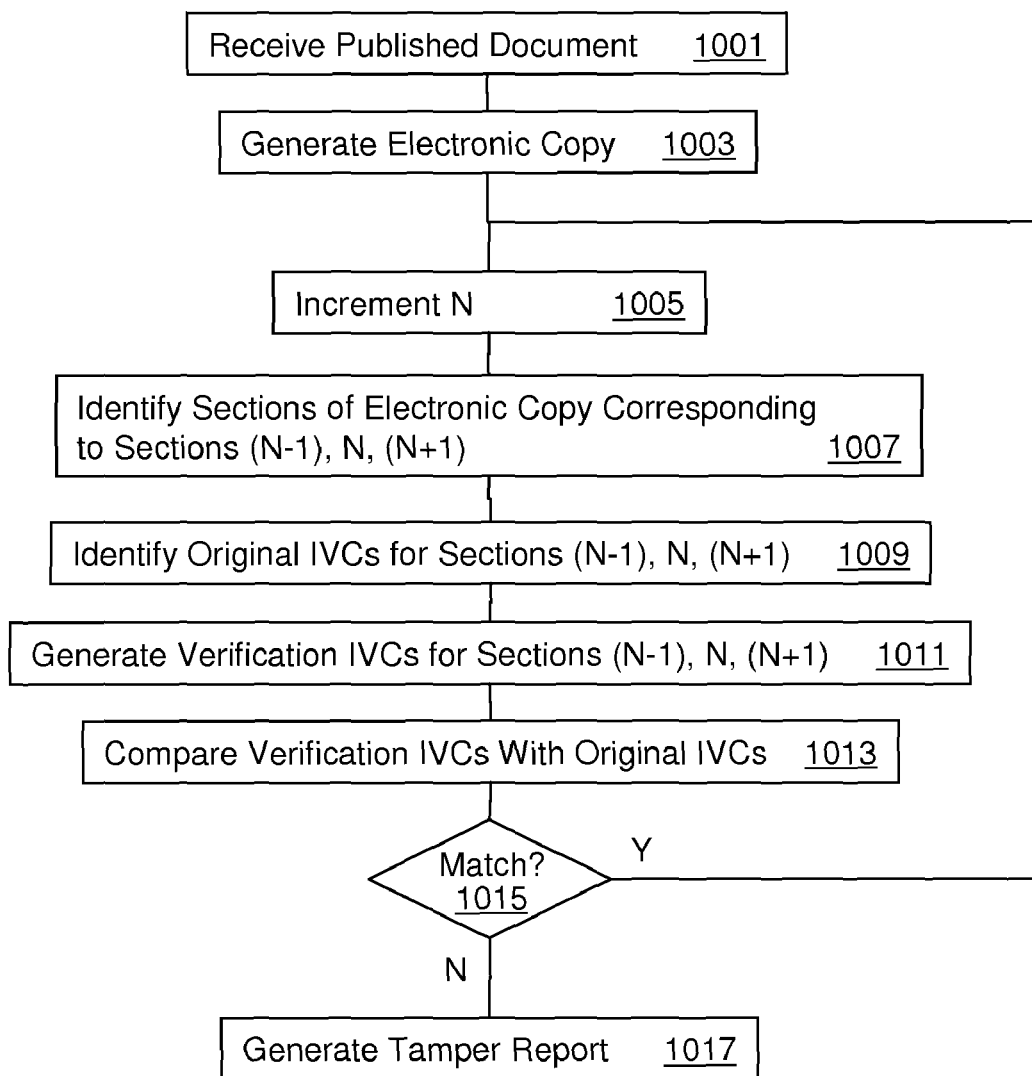 Receive Published Document 1001
Generate Electronic Copy 1003
Increment N 1005
Identify Sections of Electronic Copy Corresponding
to Sections (N-1), N, (N+1) 1007
Identify Original IVCs for Sections (N-1), N, (N+1) 1009
Generate Verification IVCs for Sections (N-1), N, (N+1) 1011
Compare Verification IVCs With Original IVCs 1013
Match? Y
1015
N
Generate Tamper Report 1017